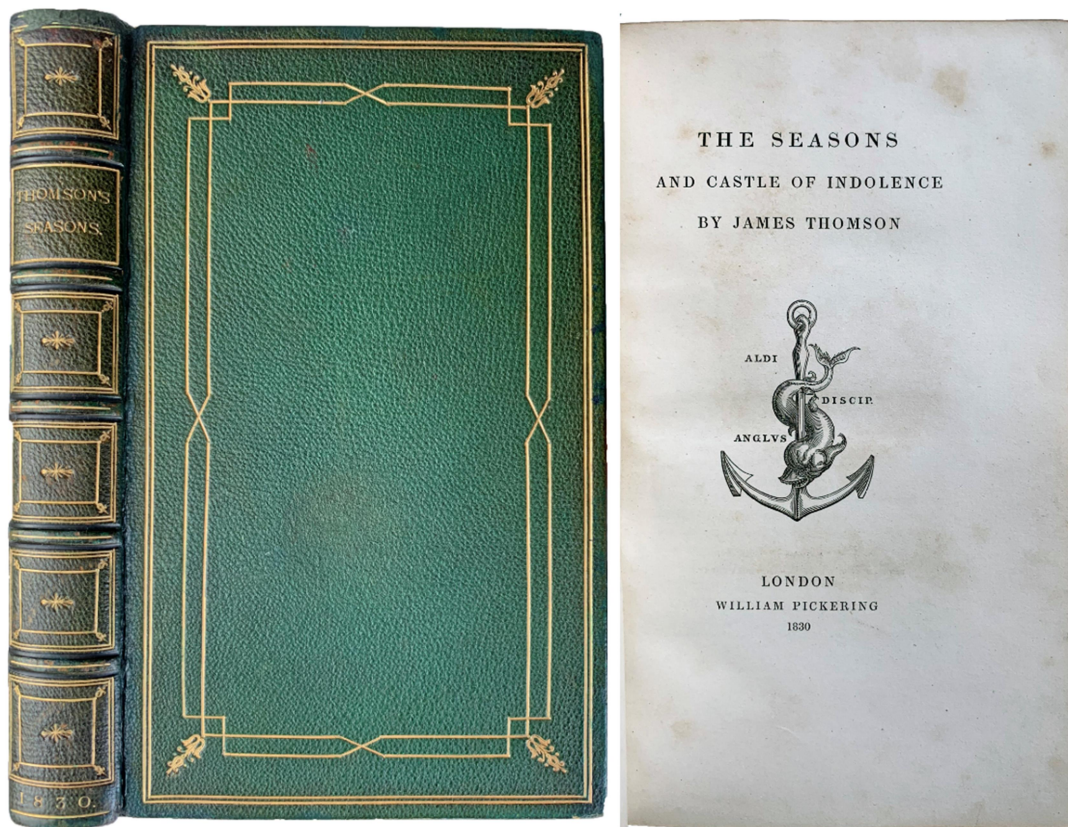 THOMSON'S
SEASONS.
1830.
THE SEASONS
AND CASTLE OF INDOLENCE
BY JAMES THOMSON
ALDI
DISCIP.
ANGLVS
LONDON
WILLIAM PICKERING
1830